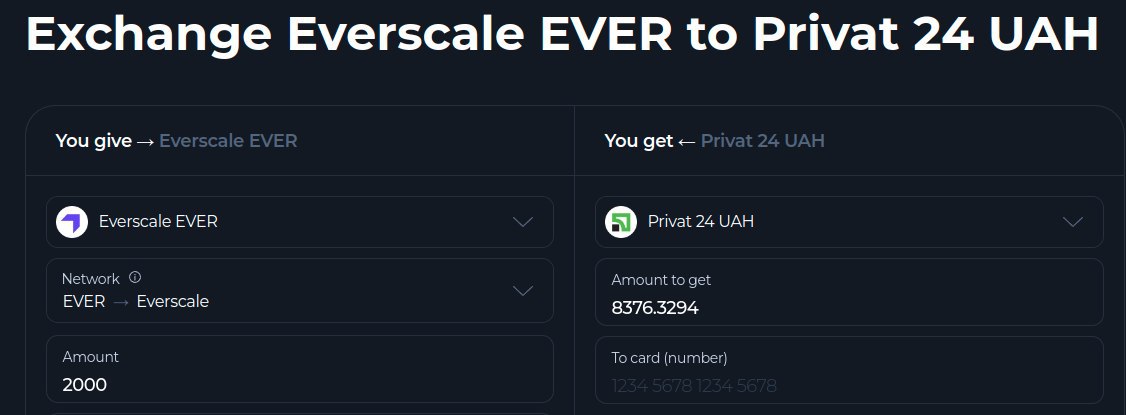 Exchange Everscale EVER to Privat 24 UAH
You give → Everscale EVER
You get ← Privat 24 UAH
Everscale EVER
Privat 24 UAH
Network ⓘ
EVER → Everscale
Amount to get
8376.3294
Amount
2000
To card (number)
1234 5678 1234 5678